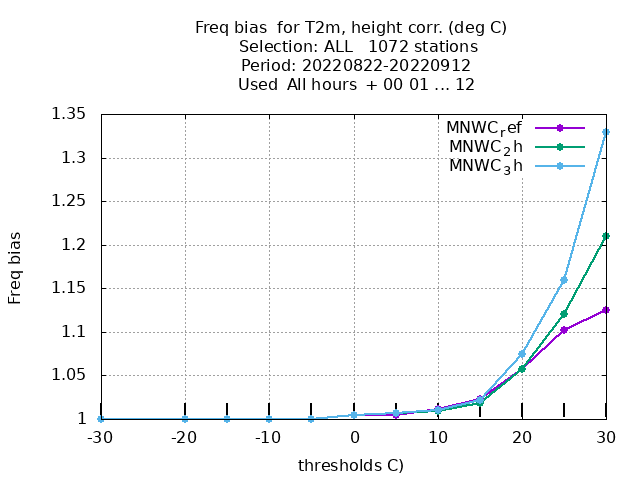 Freq bias  for T2m, height corr. (deg C)
Selection: ALL   1072 stations
Period: 20220822-20220912
Used  All hours  + 00 01 ... 12
1.35
1.3
1.25
1.2
1.15
1.1
1.05
1
Freq bias
MNWC_ref
MNWC_2h
MNWC_3h
-30 -20 -10 0 10 20 30
thresholds C)